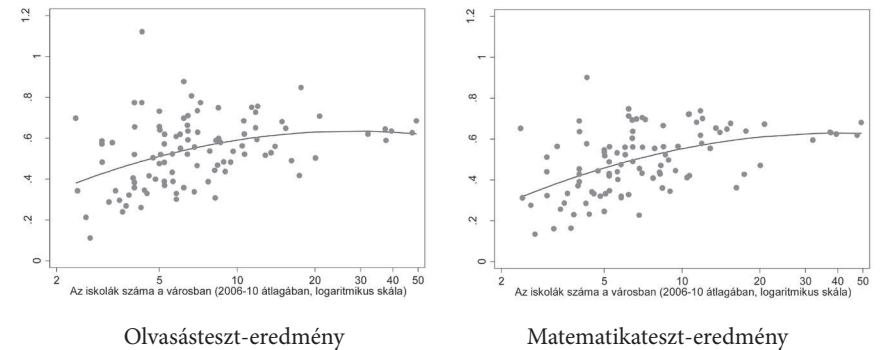 1.2
1
.8
.6
.4
.2
0
2 5 10 20 30 40 50
Az iskolák száma a városban (2006-10 átlagában, logaritmikus skála)
Olvasásteszt-eredmény
1.2
1
.8
.6
.4
.2
0
2 5 10 20 30 40 50
Az iskolák száma a városban (2006-10 átlagában, logaritmikus skála)
Matematikateszt-eredmény